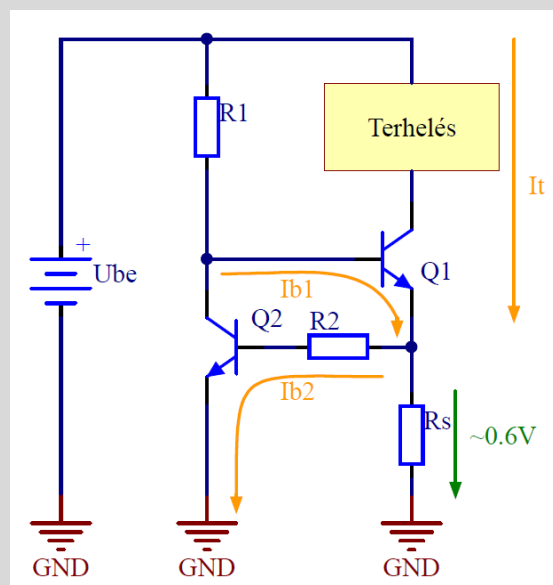 R1
Terhelés
It
+
Ube
Ib1
Q1
Q2
R2
Ib2
Rs
~0.6V
GND
GND
GND